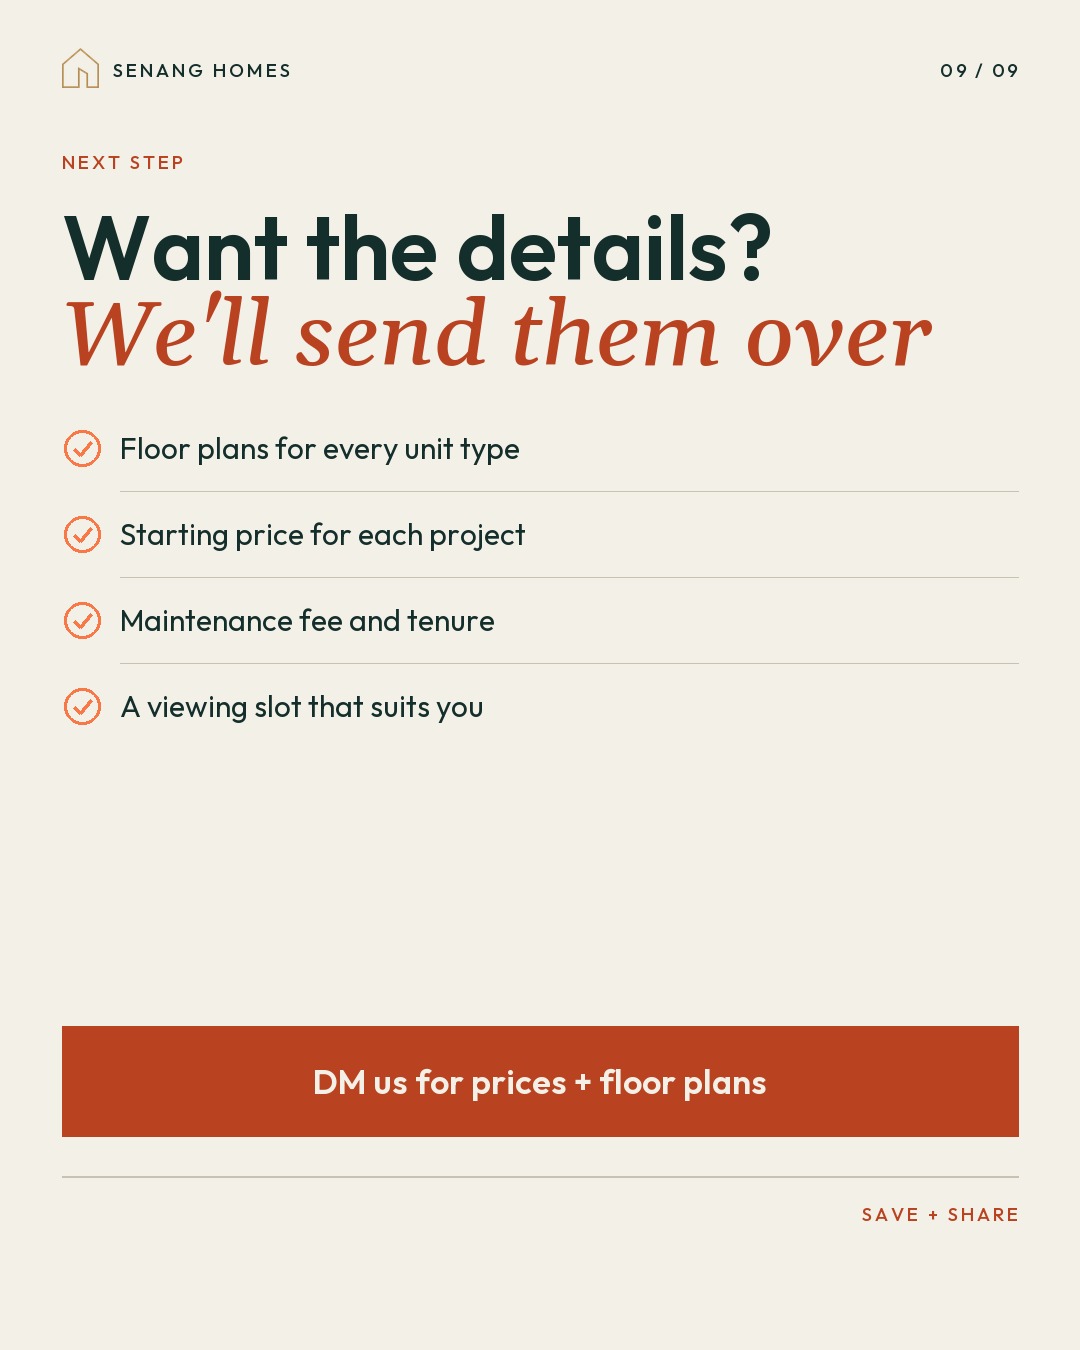 SENANG HOMES
09 / 09
NEXT STEP
Want the details?
We'll send them over
Floor plans for every unit type
Starting price for each project
Maintenance fee and tenure
A viewing slot that suits you
DM us for prices + floor plans
SAVE + SHARE